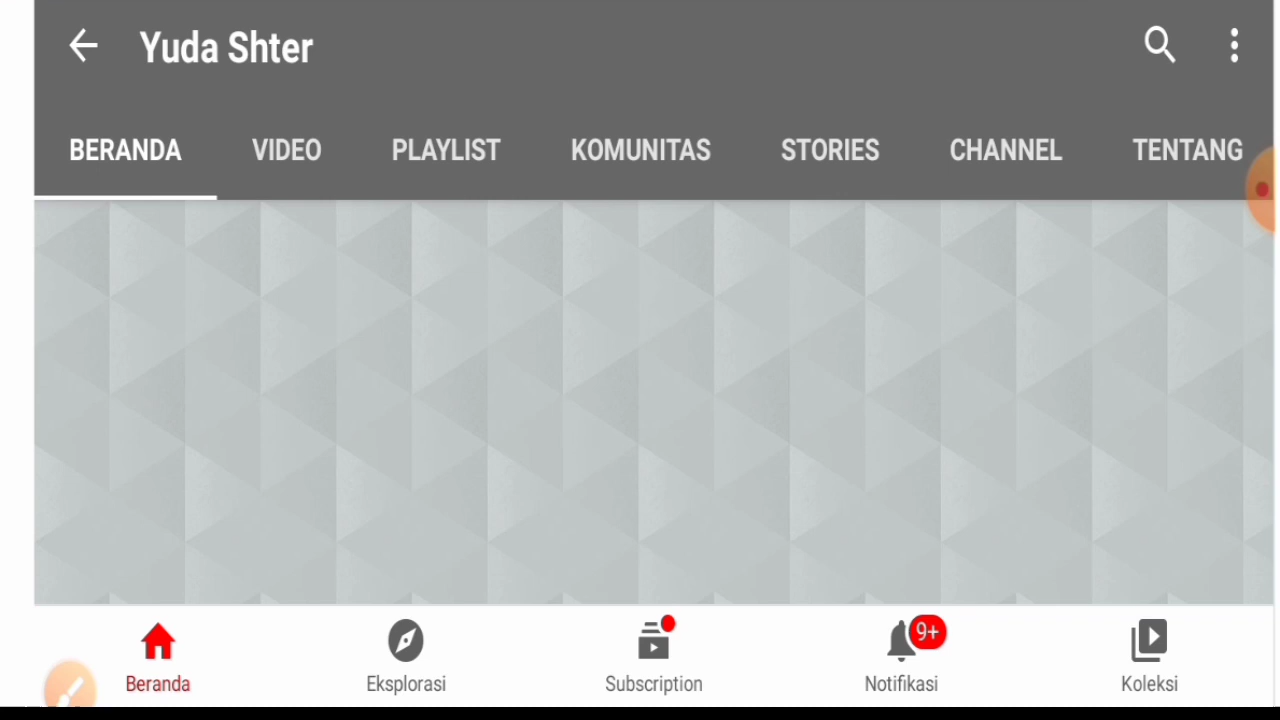 Yuda Shter
BERANDA VIDEO PLAYLIST KOMUNITAS STORIES CHANNEL TENTANG
9+
Beranda Eksplorasi Subscription Notifikasi Koleksi